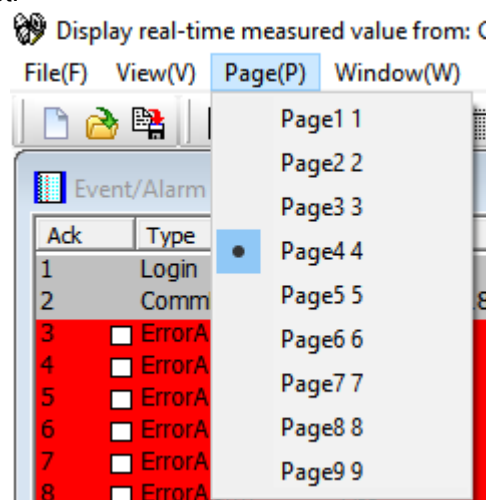 Display real-time measured value from:
File(F) View(V) Page(P) Window(W)
Page1 1
Page2 2
Page3 3
Page4 4
Page5 5
Page6 6
Page7 7
Page8 8
Page9 9
Event/Alarm
Ack Type
1 Login
2 Comm
3 ErrorA
4 ErrorA
5 ErrorA
6 ErrorA
7 ErrorA
8 ErrorA